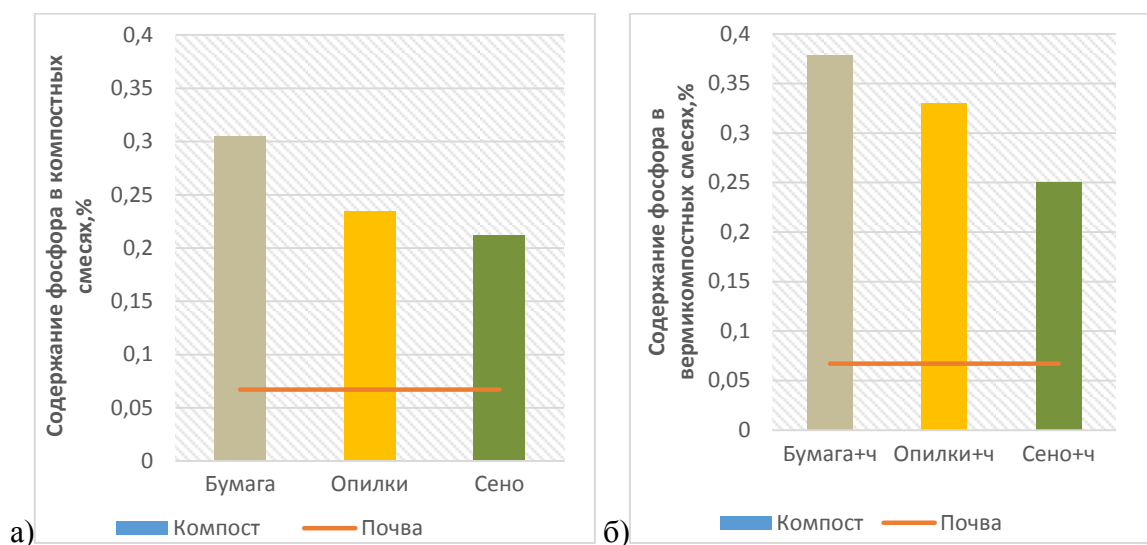 Содержание фосфора в компостных
смесях,%
0,4
0,35
0,3
0,25
0,2
0,15
0,1
0,05
0
Бумага Опилки Сено
Компост Почва
а)
Содержание фосфора в
вермикомпостных смесях,%
0,4
0,35
0,3
0,25
0,2
0,15
0,1
0,05
0
Бумага+ч Опилки+ч Сено+ч
Компост Почва
б)